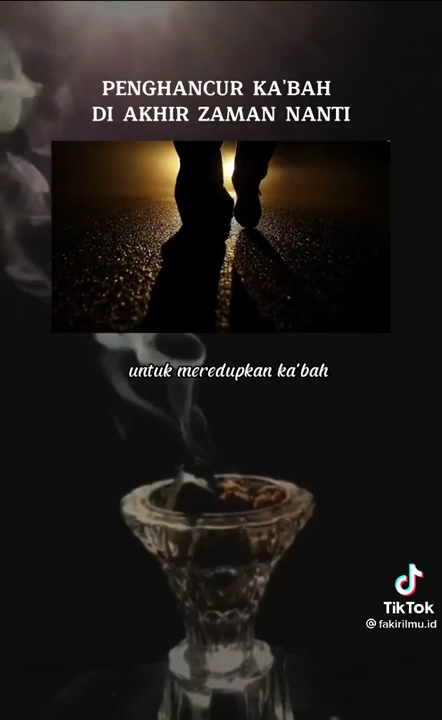 PENGHANCUR KA'BAH
DI AKHIR ZAMAN NANTI
untuk meredupkan ka'bah
TikTok
@fakirilmu.id